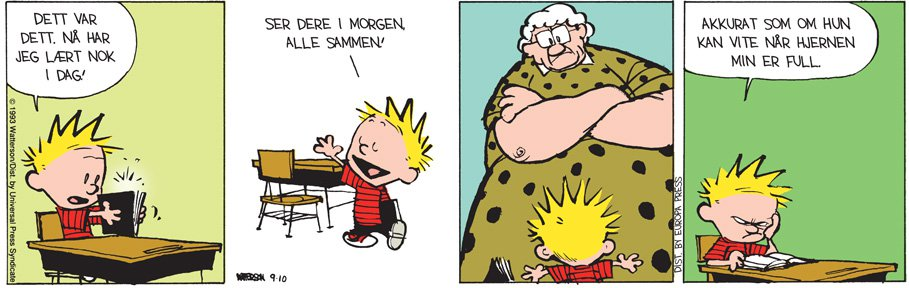 DETT VAR
DETT. NÅ HAR
JEG LÆRT NOK
I DAG!
© 1993 Watterson/Dist. by Universal Press Syndicate
SER DERE I MORGEN,
ALLE SAMMEN!
WATTERSON 9-10
DIST. BY EUROPA PRESS
AKKURAT SOM OM HUN
KAN VITE NÅR HJERNEN
MIN ER FULL.